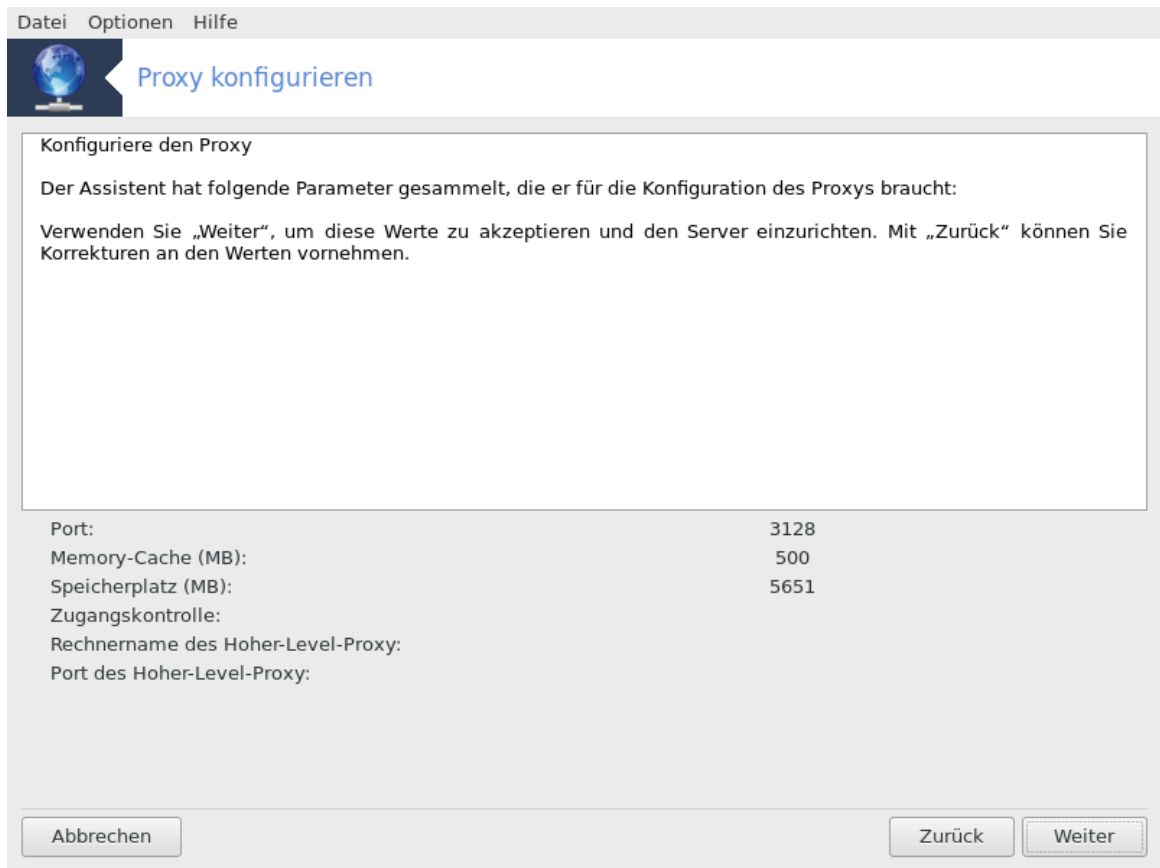 Datei Optionen Hilfe
Proxy konfigurieren
Konfiguriere den Proxy
Der Assistent hat folgende Parameter gesammelt, die er für die Konfiguration des Proxys braucht:
Verwenden Sie „Weiter“, um diese Werte zu akzeptieren und den Server einzurichten. Mit „Zurück“ können Sie
Korrekturen an den Werten vornehmen.
Port: 3128
Memory-Cache (MB): 500
Speicherplatz (MB): 5651
Zugangskontrolle:
Rechnername des Hoher-Level-Proxy:
Port des Hoher-Level-Proxy:
Abbrechen Zurück Weiter